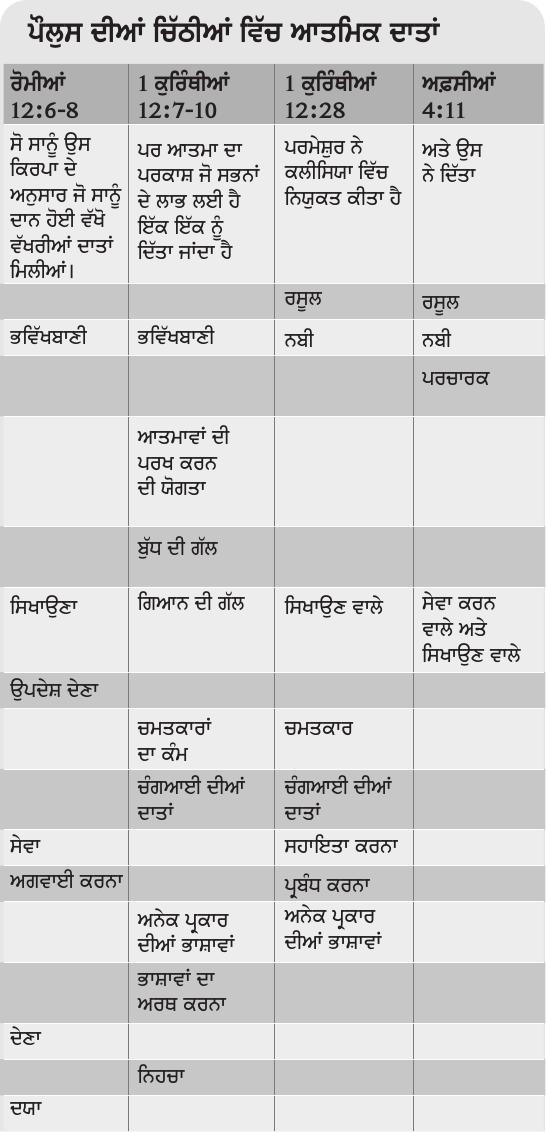 ਪੌਲੁਸ ਦੀਆਂ ਚਿੱਠੀਆਂ ਵਿੱਚ ਆਤਮਿਕ ਦਾਤਾਂ
ਰੋਮੀਆਂ
12:6-8
1 ਕੁਰਿੰਥੀਆਂ
12:7-10
1 ਕੁਰਿੰਥੀਆਂ
12:28
ਅਫ਼ਸੀਆਂ
4:11
ਸੋ ਸਾਨੂੰ ਉਸ
ਕਿਰਪਾ ਦੇ
ਅਨੁਸਾਰ ਜੋ ਸਾਨੂੰ
ਦਾਨ ਹੋਈ ਵੱਖੋ
ਵੱਖਰੀਆਂ ਦਾਤਾਂ
ਮਿਲੀਆਂ।
ਪਰ ਆਤਮਾ ਦਾ
ਪਰਕਾਸ਼ ਜੋ ਸਭਨਾਂ
ਦੇ ਲਾਭ ਲਈ ਹੈ
ਇੱਕ ਇੱਕ ਨੂੰ
ਦਿੱਤਾ ਜਾਂਦਾ ਹੈ
ਪਰਮੇਸ਼ੁਰ ਨੇ
ਕਲੀਸਿਯਾ ਵਿੱਚ
ਨਿਯੁਕਤ ਕੀਤਾ ਹੈ
ਅਤੇ ਉਸ
ਨੇ ਦਿੱਤਾ
ਰਸੂਲ
ਰਸੂਲ
ਭਵਿੱਖਬਾਣੀ
ਭਵਿੱਖਬਾਣੀ
ਨਬੀ
ਨਬੀ
ਪਰਚਾਰਕ
ਆਤਮਾਵਾਂ ਦੀ
ਪਰਖ ਕਰਨ
ਦੀ ਯੋਗਤਾ
ਬੁੱਧ ਦੀ ਗੱਲ
ਸਿਖਾਉਣਾ
ਗਿਆਨ ਦੀ ਗੱਲ
ਸਿਖਾਉਣ ਵਾਲੇ
ਸੇਵਾ ਕਰਨ
ਵਾਲੇ ਅਤੇ
ਸਿਖਾਉਣ ਵਾਲੇ
ਉਪਦੇਸ਼ ਦੇਣਾ
ਚਮਤਕਾਰਾਂ
ਦਾ ਕੰਮ
ਚਮਤਕਾਰ
ਚੰਗਆਈ ਦੀਆਂ
ਦਾਤਾਂ
ਚੰਗਆਈ ਦੀਆਂ
ਦਾਤਾਂ
ਸੇਵਾ
ਸਹਾਇਤਾ ਕਰਨਾ
ਅਗਵਾਈ ਕਰਨਾ
ਪ੍ਰਬੰਧ ਕਰਨਾ
ਅਨੇਕ ਪ੍ਰਕਾਰ
ਦੀਆਂ ਭਾਸ਼ਾਵਾਂ
ਅਨੇਕ ਪ੍ਰਕਾਰ
ਦੀਆਂ ਭਾਸ਼ਾਵਾਂ
ਭਾਸ਼ਾਵਾਂ ਦਾ
ਅਰਥ ਕਰਨਾ
ਦੇਣਾ
ਨਿਹਚਾ
ਦਯਾ